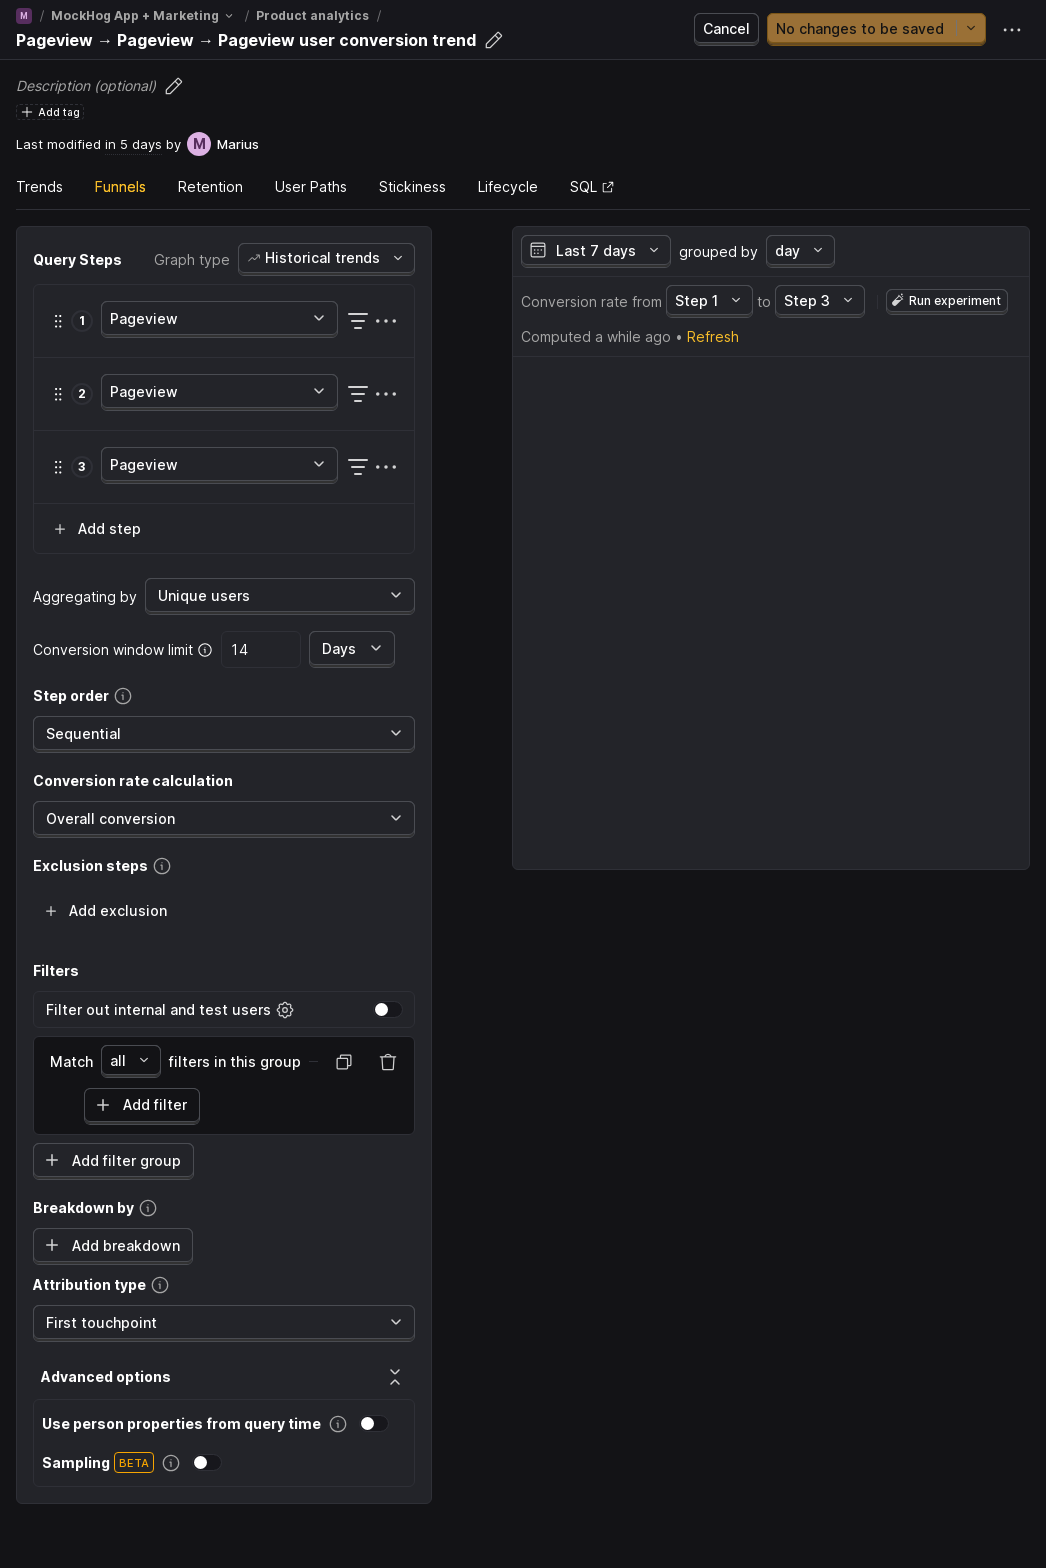 M / MockHog App + Marketing / Product analytics /
Pageview → Pageview → Pageview user conversion trend
Cancel
No changes to be saved
Description (optional)
Add tag
Last modified in 5 days by M Marius
Trends Funnels Retention User Paths Stickiness Lifecycle SQL
Query Steps Graph type Historical trends
1 Pageview
2 Pageview
3 Pageview
Add step
Aggregating by Unique users
Conversion window limit 14 Days
Step order
Sequential
Conversion rate calculation
Overall conversion
Exclusion steps
Add exclusion
Filters
Filter out internal and test users
Match all filters in this group
Add filter
Add filter group
Breakdown by
Add breakdown
Attribution type
First touchpoint
Advanced options
Use person properties from query time
Sampling BETA
Last 7 days grouped by day
Conversion rate from Step 1 to Step 3 Run experiment
Computed a while ago • Refresh